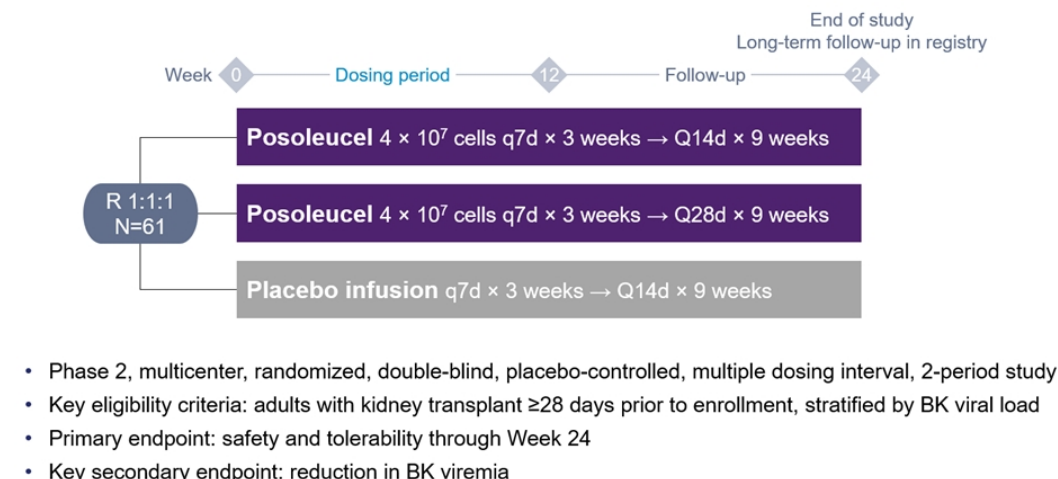 End of study
Long-term follow-up in registry
Week 0 Dosing period 12 Follow-up 24
Posoleucel 4 × 10⁷ cells q7d × 3 weeks → Q14d × 9 weeks
R 1:1:1
N=61
Posoleucel 4 × 10⁷ cells q7d × 3 weeks → Q28d × 9 weeks
Placebo infusion q7d × 3 weeks → Q14d × 9 weeks
• Phase 2, multicenter, randomized, double-blind, placebo-controlled, multiple dosing interval, 2-period study
• Key eligibility criteria: adults with kidney transplant ≥28 days prior to enrollment, stratified by BK viral load
• Primary endpoint: safety and tolerability through Week 24
• Key secondary endpoint: reduction in BK viremia